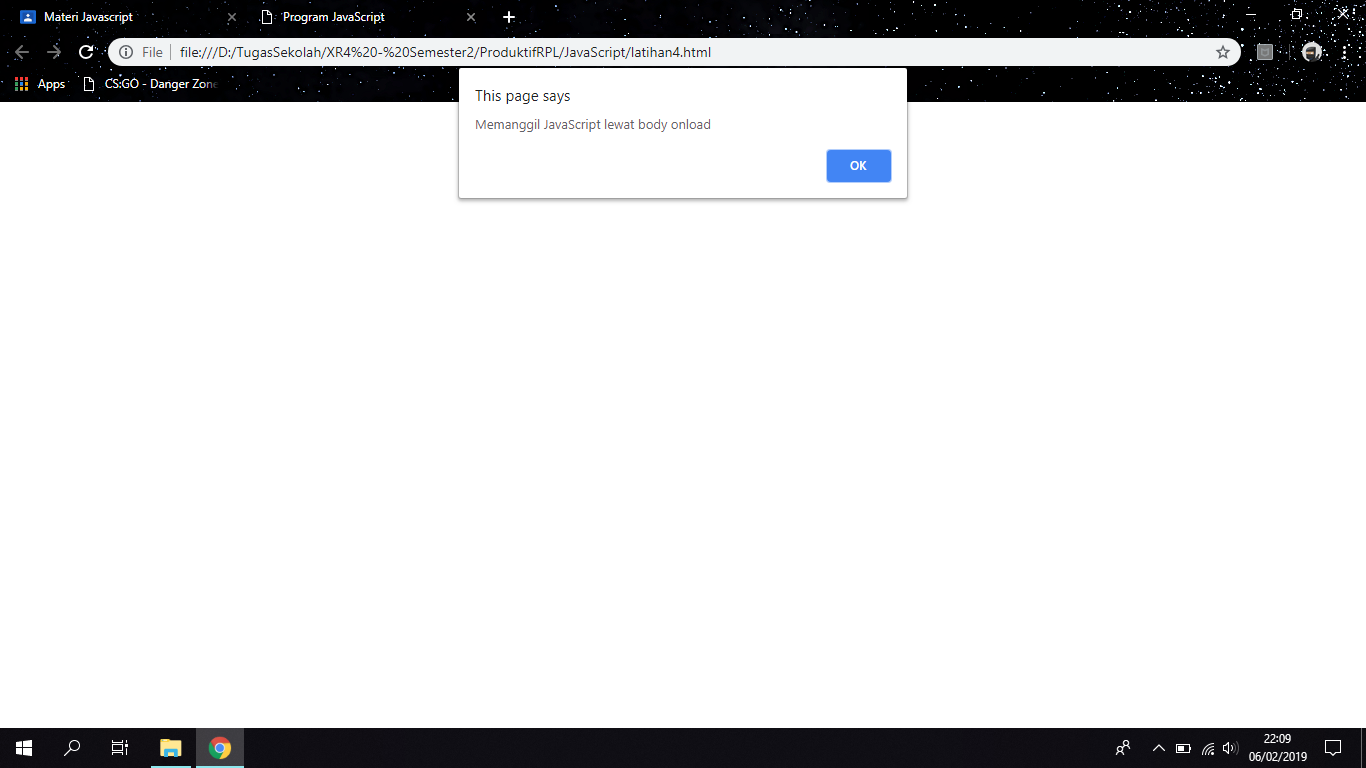 Materi Javascript
Program JavaScript
File
file:///D:/TugasSekolah/XR4%20-%20Semester2/ProduktifRPL/JavaScript/latihan4.html
Apps
CS:GO - Danger Zone
This page says
Memanggil JavaScript lewat body onload
OK
22:09
06/02/2019